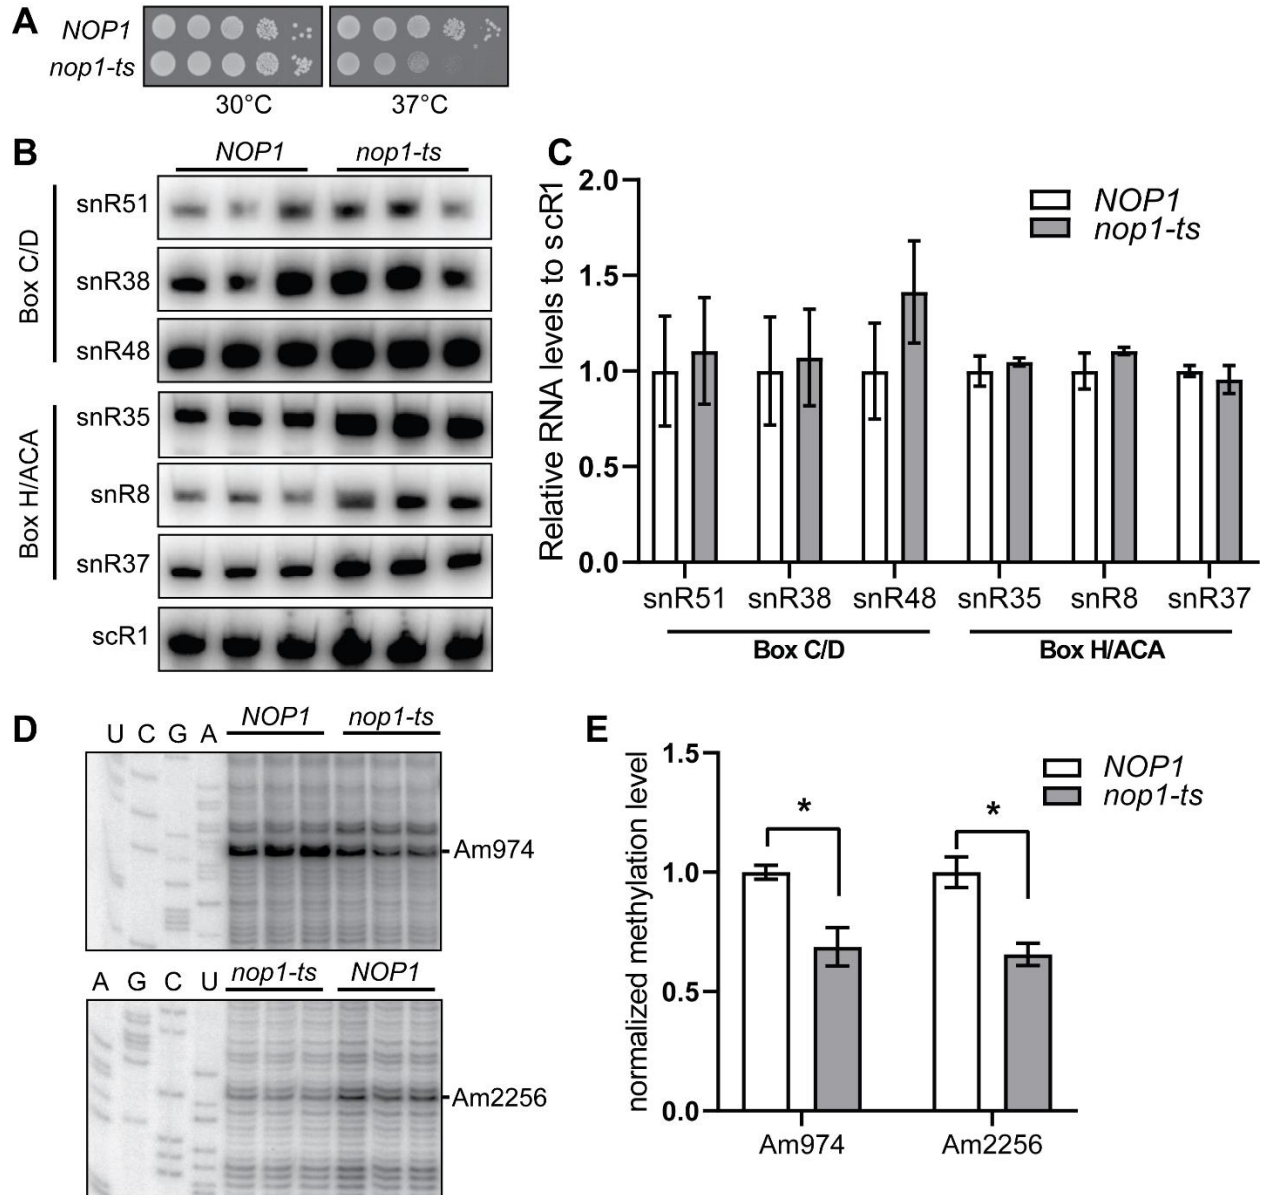 A
NOP1
nop1-ts
30°C
37°C
B
NOP1
nop1-ts
Box C/D
snR51
snR38
snR48
Box H/ACA
snR35
snR8
snR37
scR1
C
Relative RNA levels to scR1
2.0
1.5
1.0
0.5
0.0
NOP1
nop1-ts
snR51 snR38 snR48 snR35 snR8 snR37
Box C/D
Box H/ACA
D
U C G A
NOP1
nop1-ts
Am974
A G C U
nop1-ts
NOP1
Am2256
E
normalized methylation level
1.5
1.0
0.5
0.0
NOP1
nop1-ts
*
*
Am974
Am2256